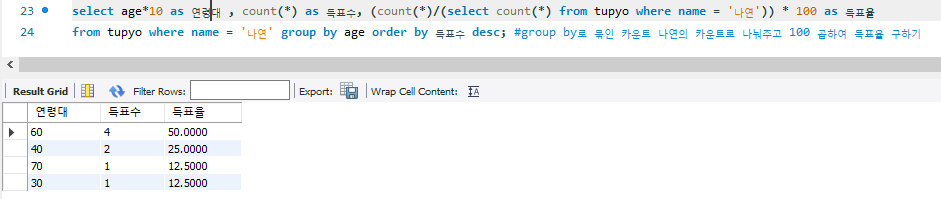 23 select age*10 as 연령대 , count(*) as 득표수, (count(*)/(select count(*) from tupyo where name = '나연')) * 100 as 득표율
24 from tupyo where name = '나연' group by age order by 득표수 desc; #group by로 묶인 카운트 나연의 카운트로 나눠주고 100 곱하여 득표율 구하기
Result Grid Filter Rows: Export: Wrap Cell Content:
연령대 득표수 득표율
60 4 50.0000
40 2 25.0000
70 1 12.5000
30 1 12.5000